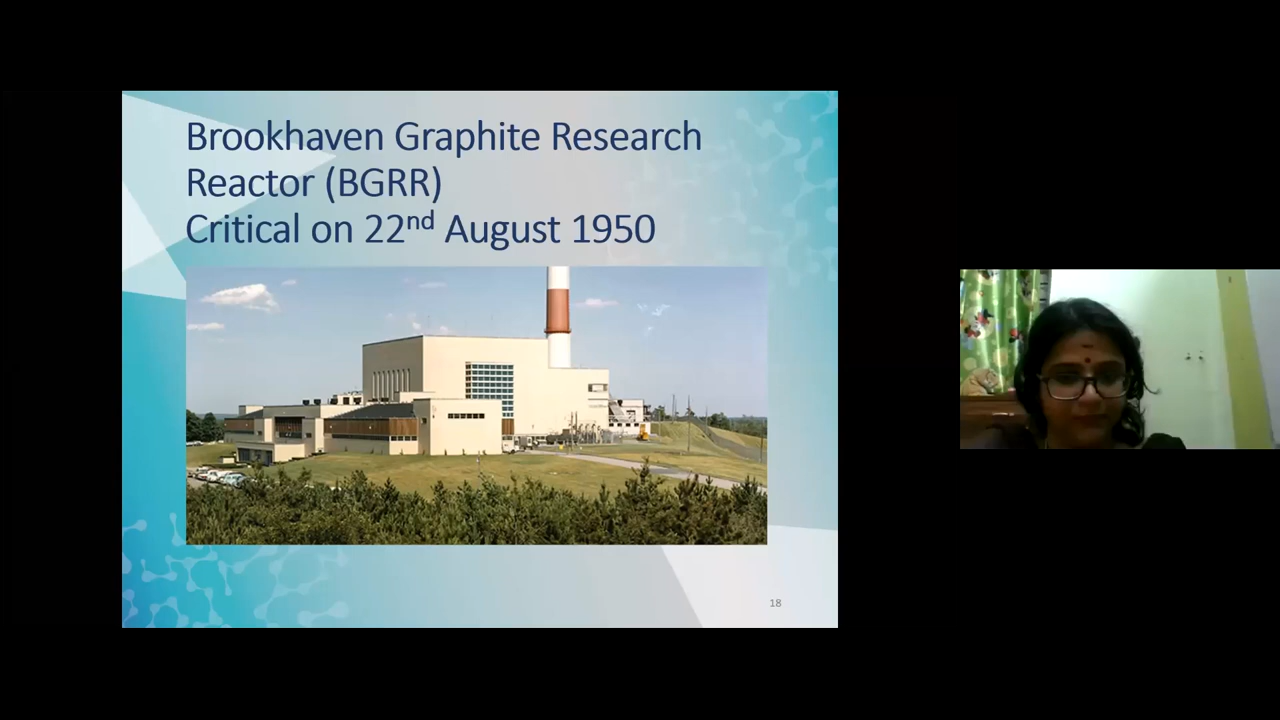 Brookhaven Graphite Research
Reactor (BGRR)
Critical on 22nd August 1950
18